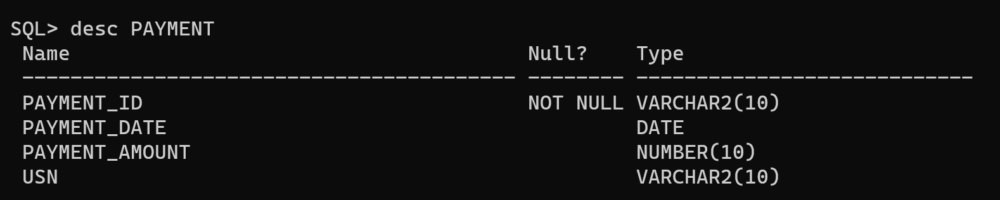 SQL> desc PAYMENT
 Name                                      Null?    Type
 ----------------------------------------- -------- ----------------------------
 PAYMENT_ID                                NOT NULL VARCHAR2(10)
 PAYMENT_DATE                                       DATE
 PAYMENT_AMOUNT                                     NUMBER(10)
 USN                                                VARCHAR2(10)